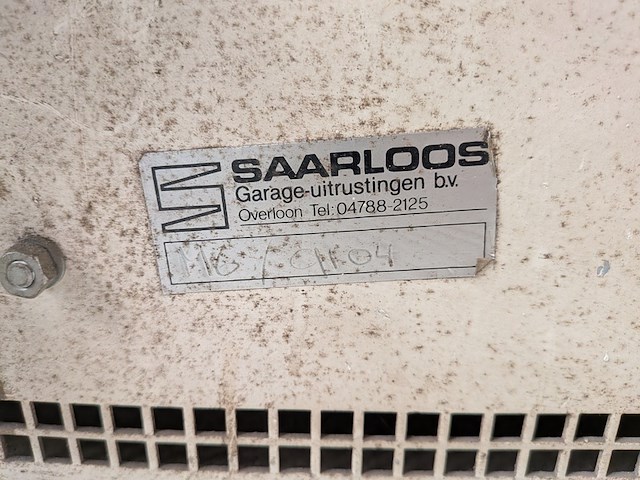 SAARLOOS
Garage-uitrustingen b.v.
Overloon Tel: 04788-2125